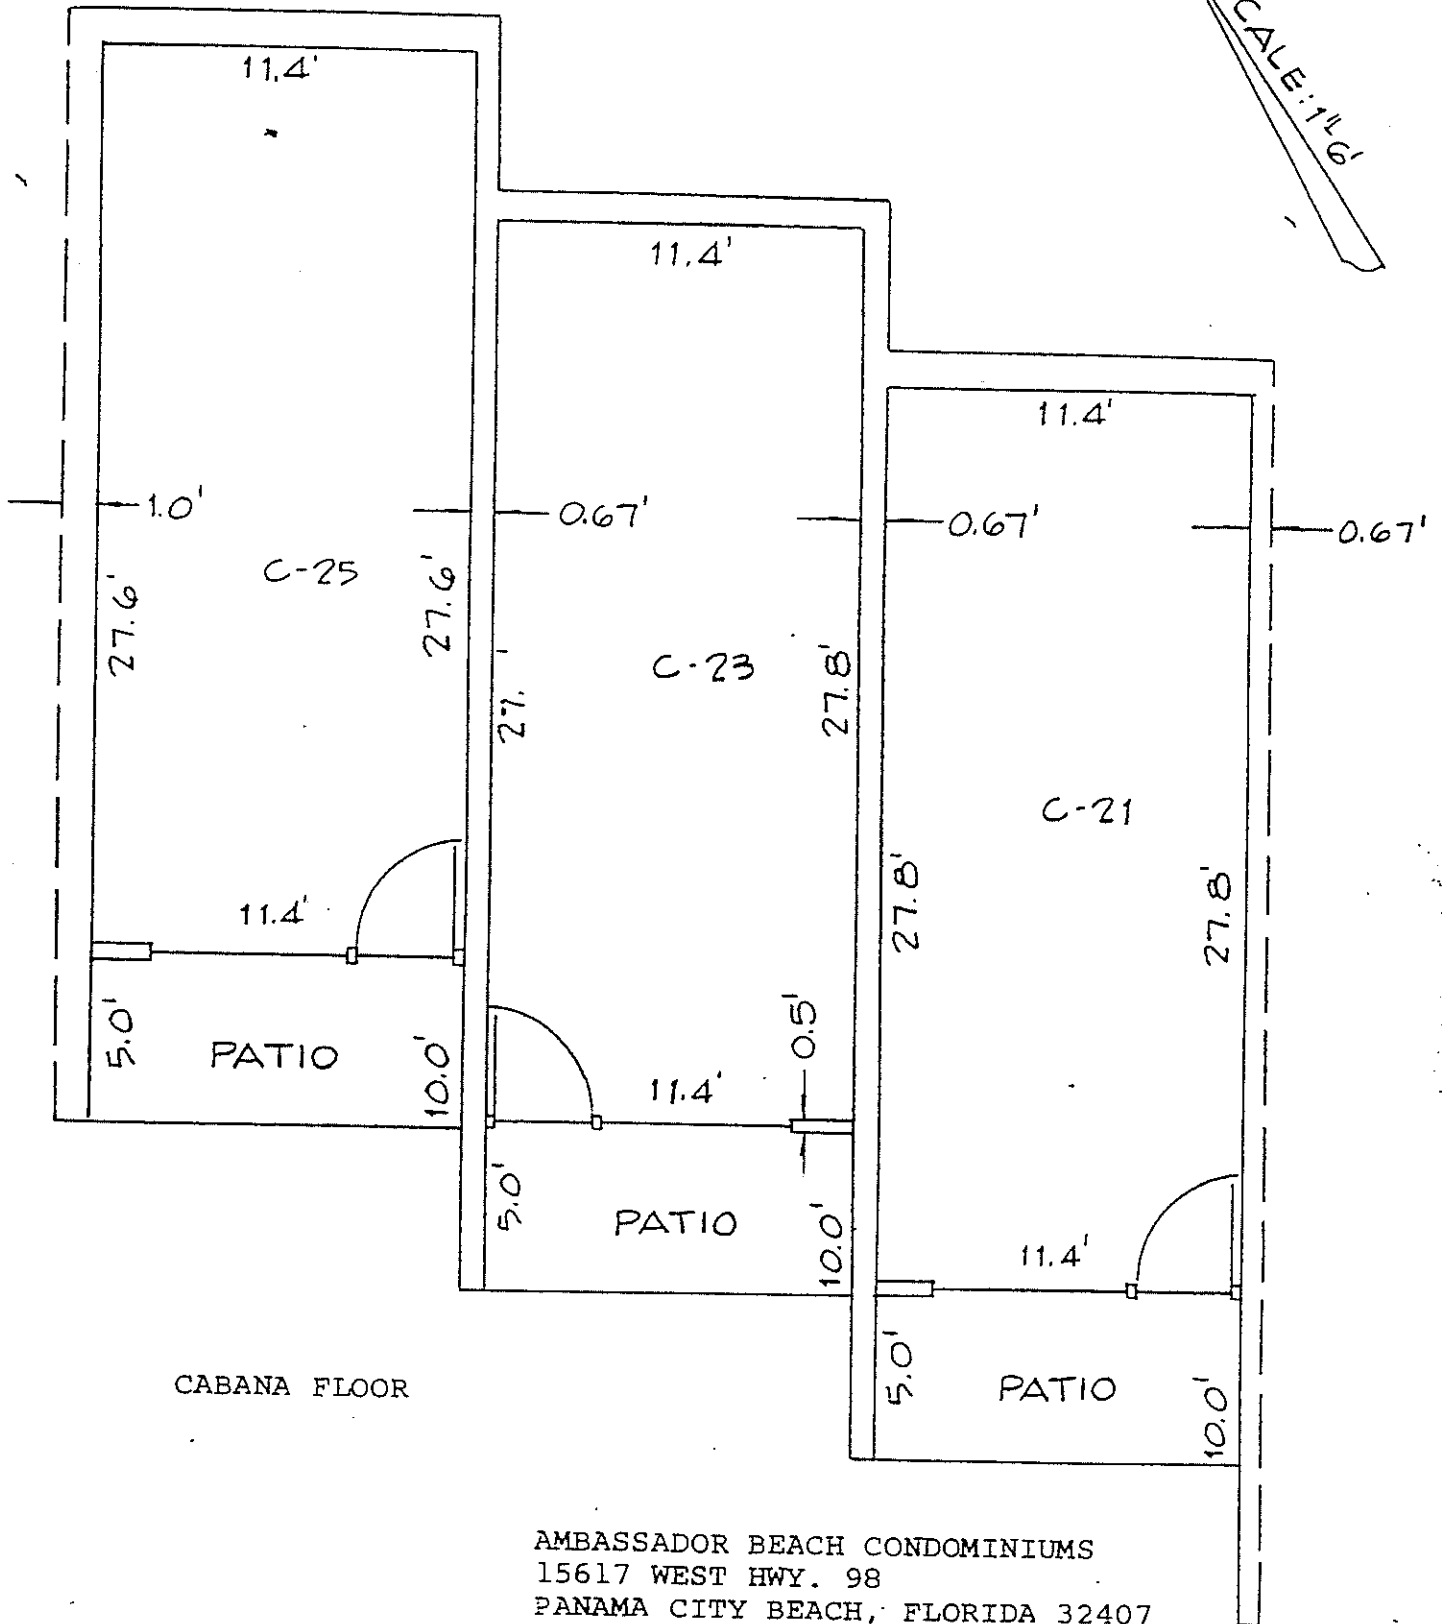 CALE: 1" 6'
11.4'
11.4'
11.4'
1.0'
0.67'
0.67'
0.67'
C-25
27.6'
27.6'
C-23
27. '
27.8'
C-21
27.8'
27.8'
11.4'
5.0'
PATIO
10.0'
0.5'
11.4'
5.0'
PATIO
10.0'
11.4'
5.0'
PATIO
10.0'
CABANA FLOOR
AMBASSADOR BEACH CONDOMINIUMS
15617 WEST HWY. 98
PANAMA CITY BEACH, FLORIDA 32407